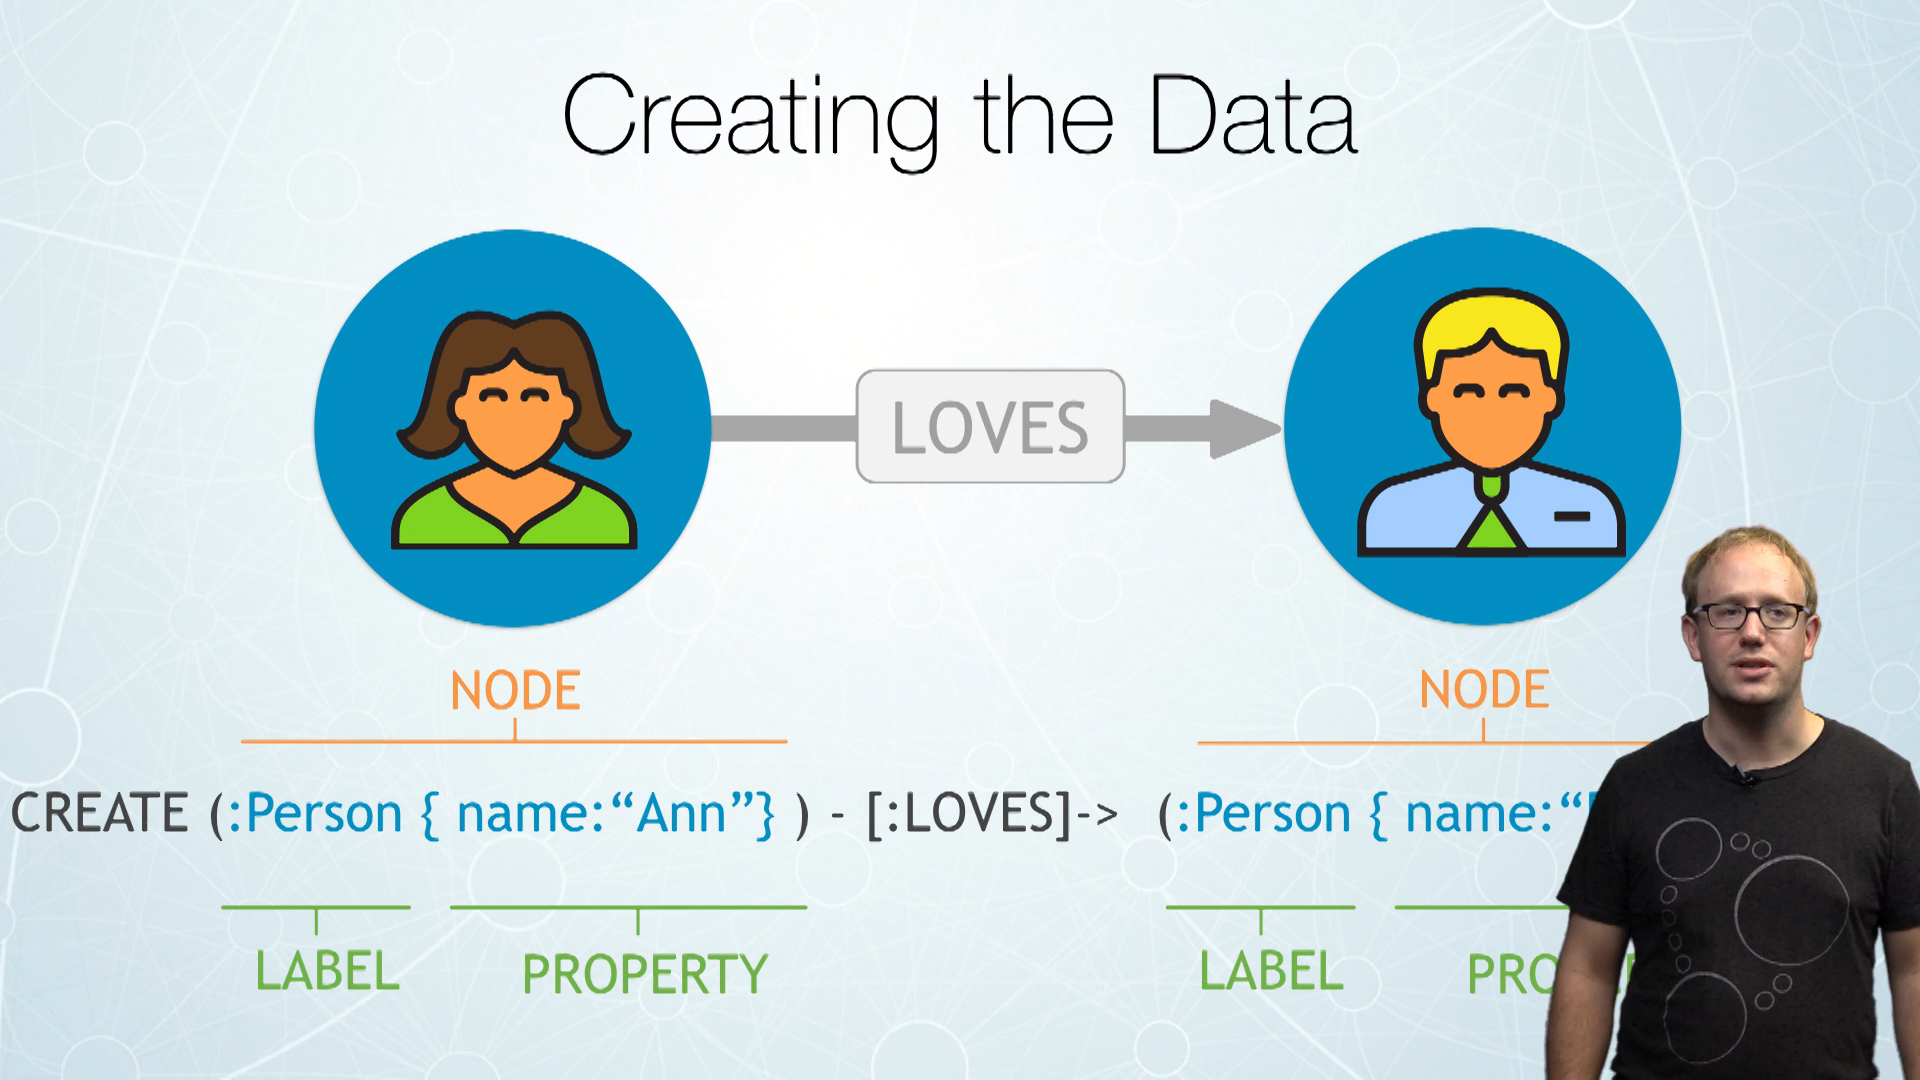 Creating the Data
LOVES
NODE NODE
CREATE (:Person { name:“Ann”} ) - [:LOVES]-> (:Person { name:“
LABEL PROPERTY LABEL